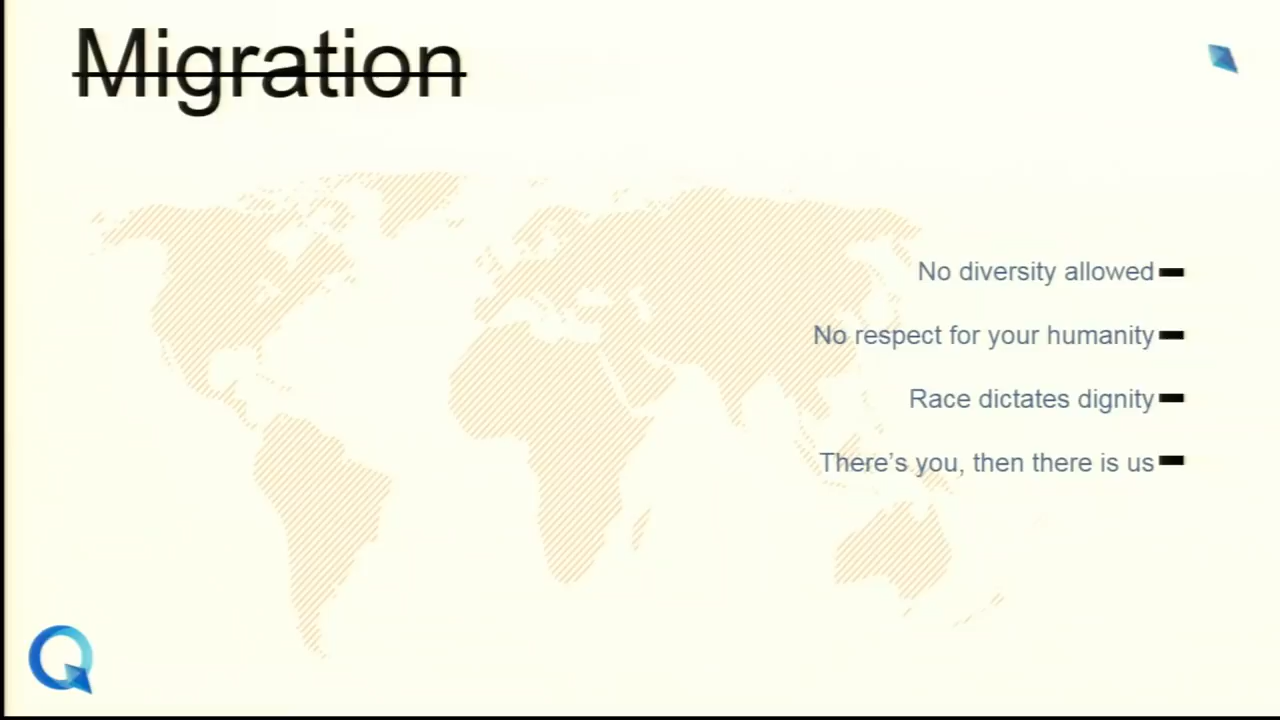 Migration
No diversity allowed
No respect for your humanity
Race dictates dignity
There’s you, then there is us